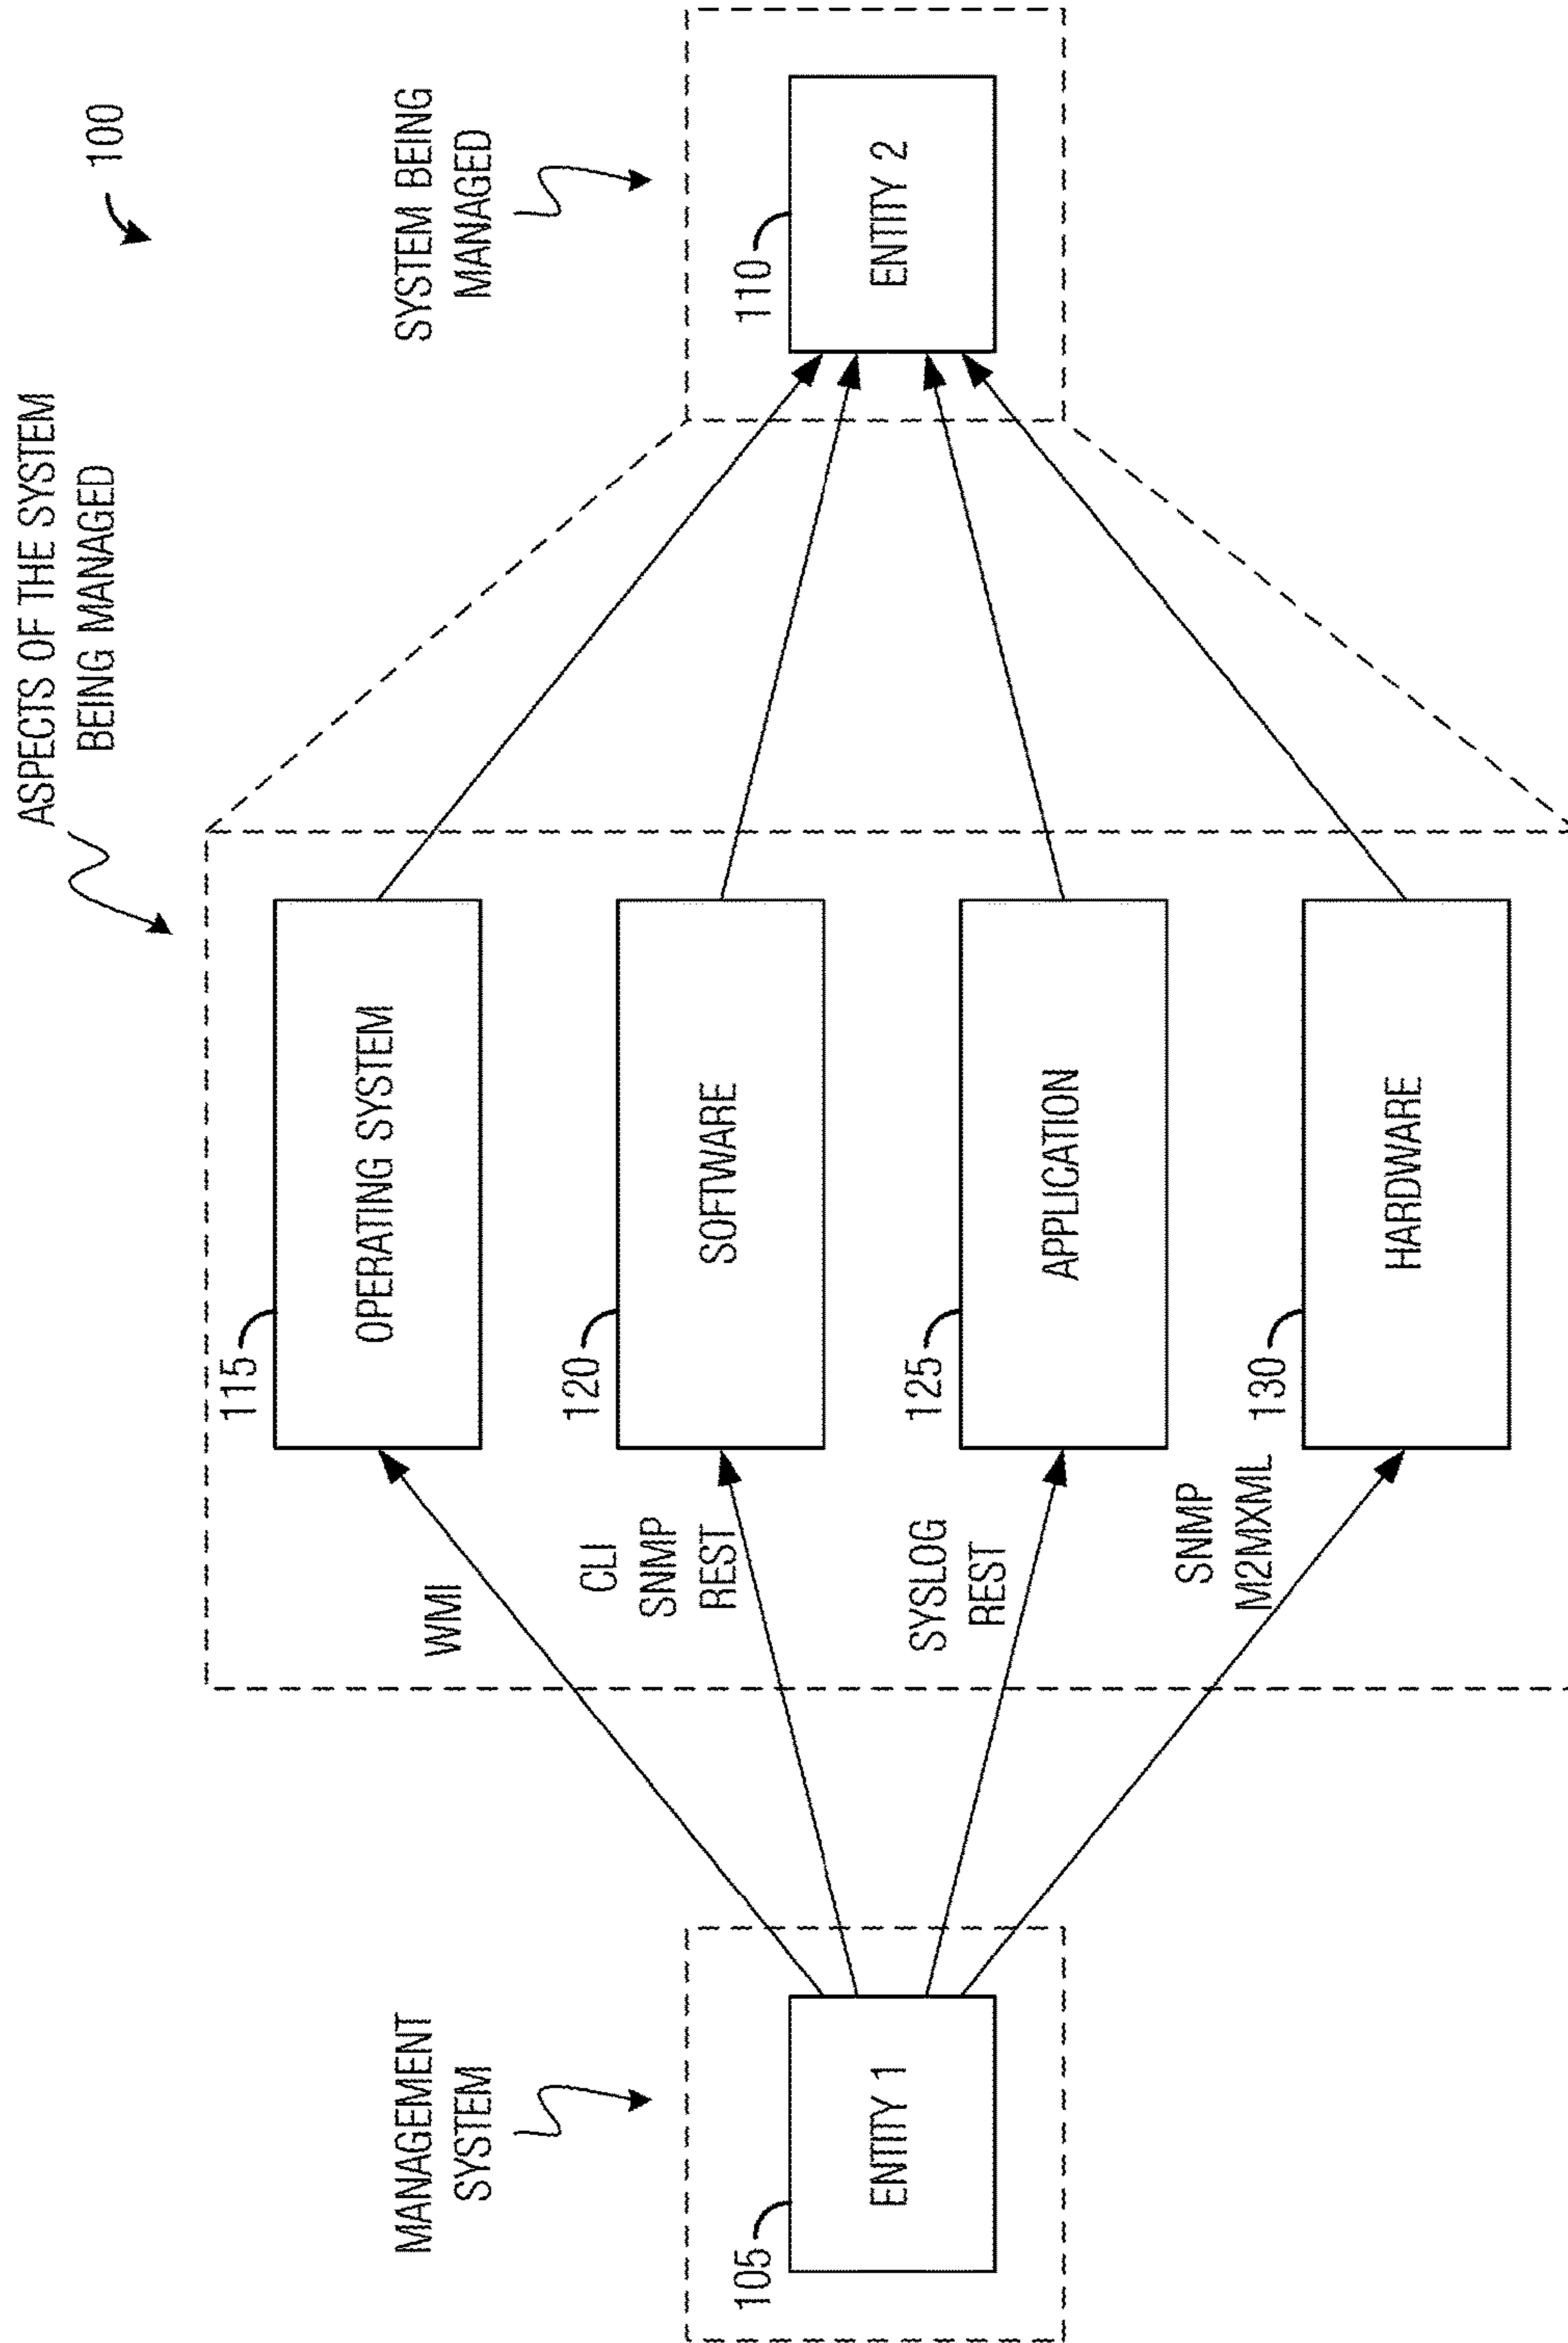 100
ASPECTS OF THE SYSTEM
BEING MANAGED
MANAGEMENT
SYSTEM
SYSTEM BEING
MANAGED
115
OPERATING SYSTEM
WMI
120
SOFTWARE
CLI
SNMP
REST
105
ENTITY 1
110
ENTITY 2
125
APPLICATION
SYSLOG
REST
130
HARDWARE
SNMP
M2MXML